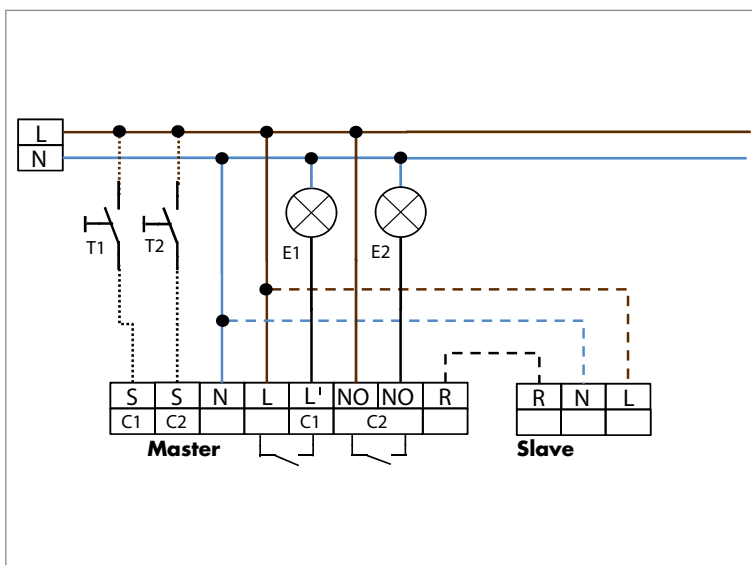 L
N
T1
T2
E1
E2
S S N L L' NO NO R
C1 C2 C1 C2
Master
R N L
Slave